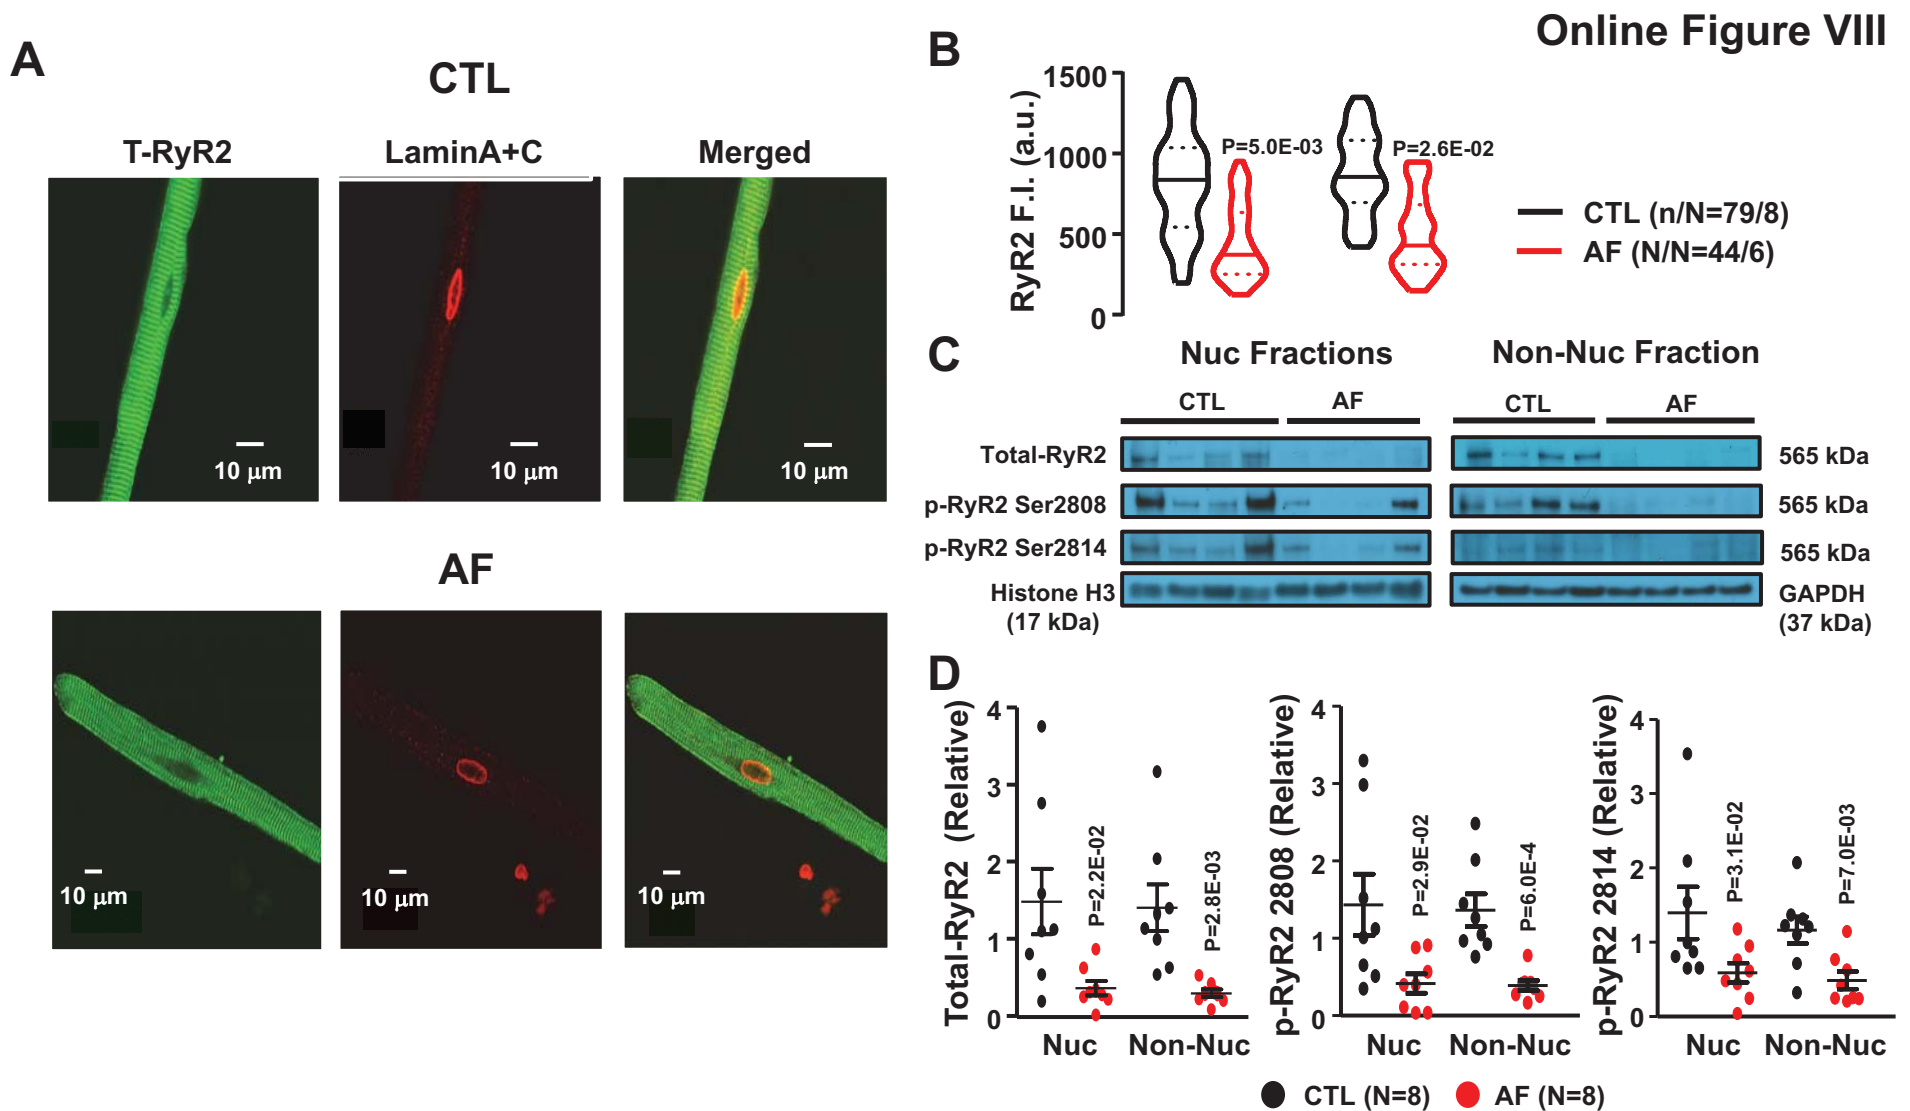 Online Figure VIII
A
CTL
T-RyR2
LaminA+C
Merged
10 μm
10 μm
10 μm
AF
10 μm
10 μm
10 μm
B
RyR2 F.I. (a.u.)
1500
1000
500
0
P=5.0E-03
P=2.6E-02
CTL (n/N=79/8)
AF (N/N=44/6)
C
Nuc Fractions
Non-Nuc Fraction
CTL
AF
CTL
AF
Total-RyR2
565 kDa
p-RyR2 Ser2808
565 kDa
p-RyR2 Ser2814
565 kDa
Histone H3
(17 kDa)
GAPDH
(37 kDa)
D
Total-RyR2 (Relative)
4
3
2
1
0
P=2.2E-02
P=2.8E-03
Nuc
Non-Nuc
p-RyR2 2808 (Relative)
4
3
2
1
0
P=2.9E-02
P=6.0E-4
Nuc
Non-Nuc
p-RyR2 2814 (Relative)
4
3
2
1
0
P=3.1E-02
P=7.0E-03
Nuc
Non-Nuc
CTL (N=8)
AF (N=8)